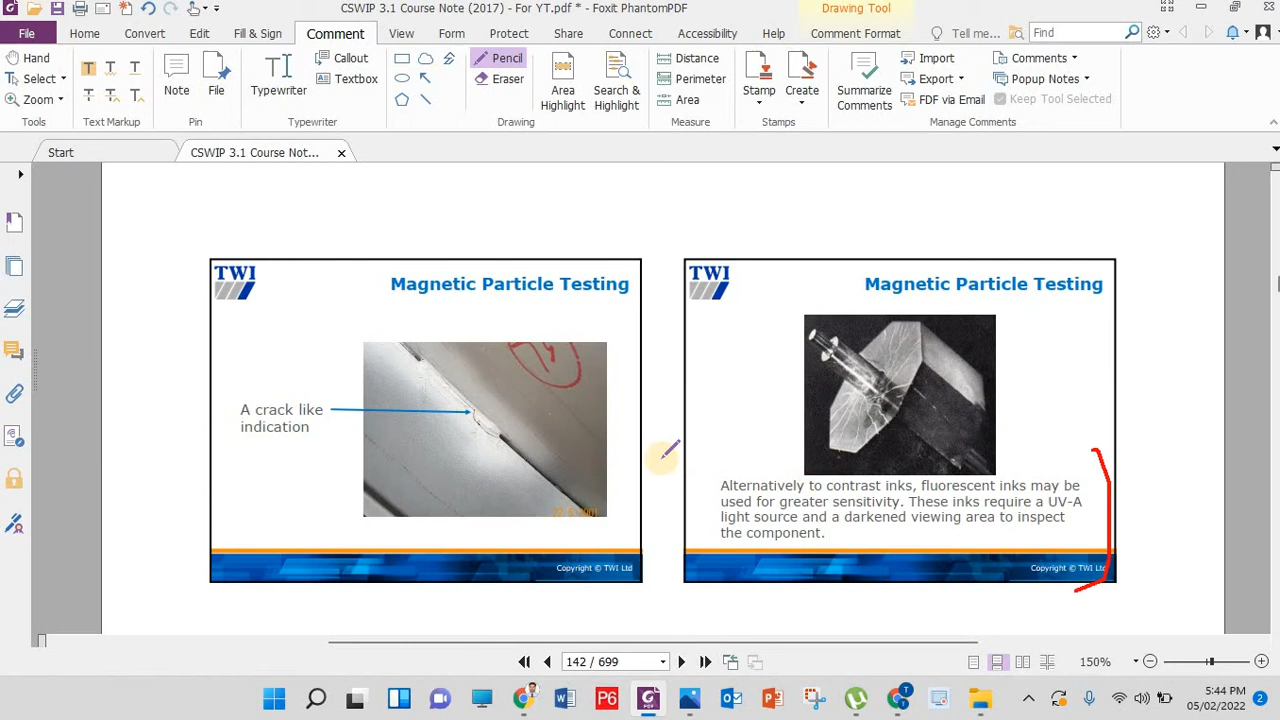 CSWIP 3.1 Course Note (2017) - For YT.pdf * - Foxit PhantomPDF
Drawing Tool
File Home Convert Edit Fill & Sign Comment View Form Protect Share Connect Accessibility Help Comment Format Tell me... Find
Hand
Select
Zoom
Tools
Text Markup
Note
File
Pin
Typewriter
Callout
Textbox
Typewriter
Pencil
Eraser
Area Highlight
Search & Highlight
Drawing
Distance
Perimeter
Area
Measure
Stamp
Create
Stamps
Summarize Comments
Import
Export
FDF via Email
Comments
Popup Notes
Keep Tool Selected
Manage Comments
Start
CSWIP 3.1 Course Not...
TWI
Magnetic Particle Testing
A crack like
indication
Copyright © TWI Ltd
TWI
Magnetic Particle Testing
Alternatively to contrast inks, fluorescent inks may be
used for greater sensitivity. These inks require a UV-A
light source and a darkened viewing area to inspect
the component.
Copyright © TWI Ltd
142 / 699
150%
5:44 PM
05/02/2022
2